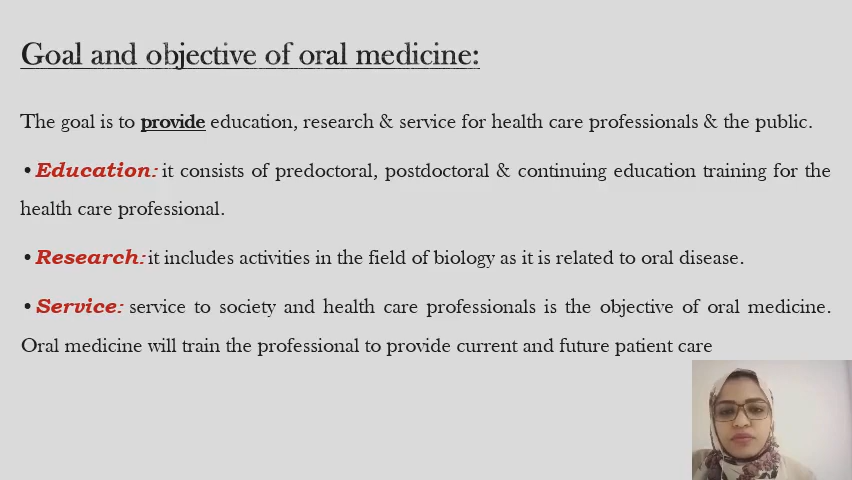 Goal and objective of oral medicine:
The goal is to provide education, research & service for health care professionals & the public.
• Education: it consists of predoctoral, postdoctoral & continuing education training for the
health care professional.
• Research: it includes activities in the field of biology as it is related to oral disease.
• Service: service to society and health care professionals is the objective of oral medicine.
Oral medicine will train the professional to provide current and future patient care